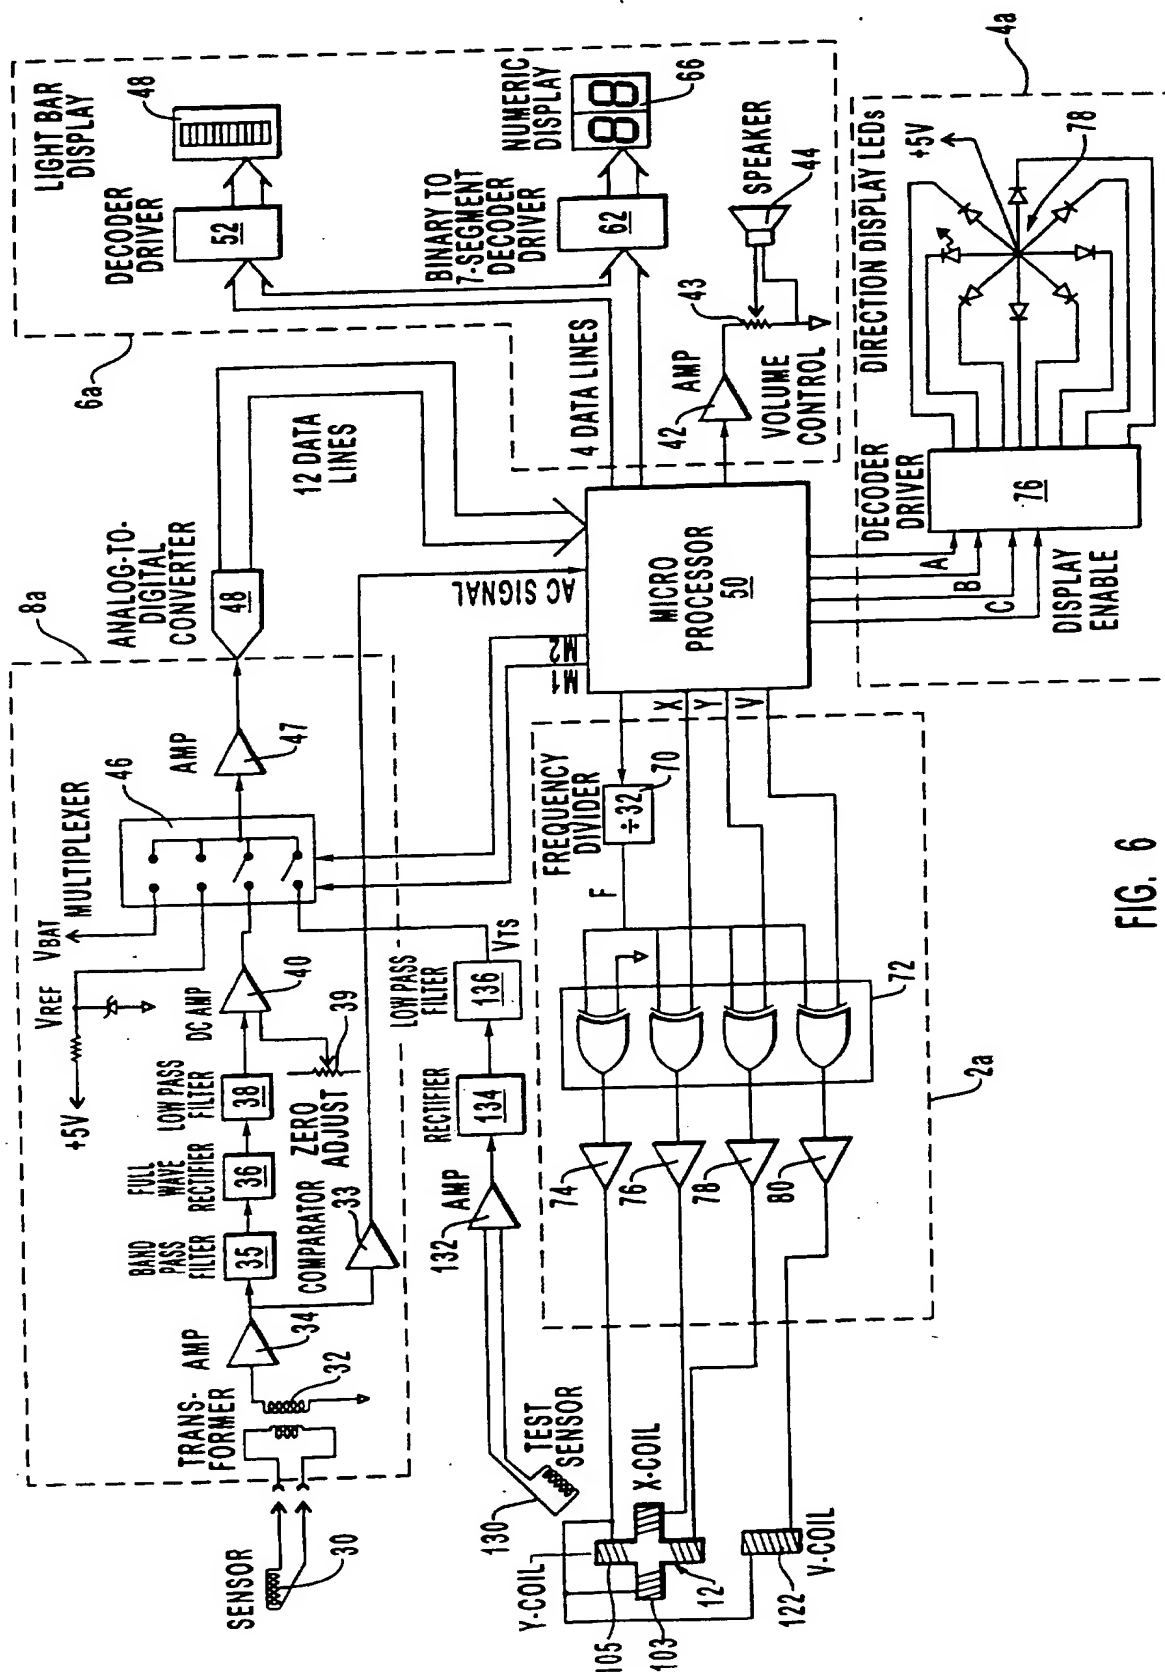 LIGHT BAR
DISPLAY
48
DECODER
DRIVER
52
NUMERIC
DISPLAY
88
66
BINARY TO
7-SEGMENT
DECODER
DRIVER
62
SPEAKER
44
43
AMP
42
VOLUME
CONTROL
4 DATA LINES
6a
DIRECTION DISPLAY LEDs
4a
+5V
78
DECODER
DRIVER
76
A
B
C
DISPLAY
ENABLE
ANALOG-TO-
DIGITAL
CONVERTER
48
12 DATA
LINES
8a
AC SIGNAL
M2
M1
MICRO
PROCESSOR
50
X
Y
V
MULTIPLEXER
46
AMP
47
VBAT
VREF
+5V
DC AMP
40
39
ZERO
ADJUST
LOW PASS
FILTER
38
FULL
WAVE
RECTIFIER
36
BAND
PASS
FILTER
35
COMPARATOR
33
AMP
34
TRANS-
FORMER
32
SENSOR
30
LOW PASS
FILTER
136
VTS
RECTIFIER
134
AMP
132
TEST
SENSOR
130
FREQUENCY
DIVIDER
÷32
70
F
72
2a
74
76
78
80
Y-COIL
X-COIL
105
103
12
122
V-COIL
FIG. 6